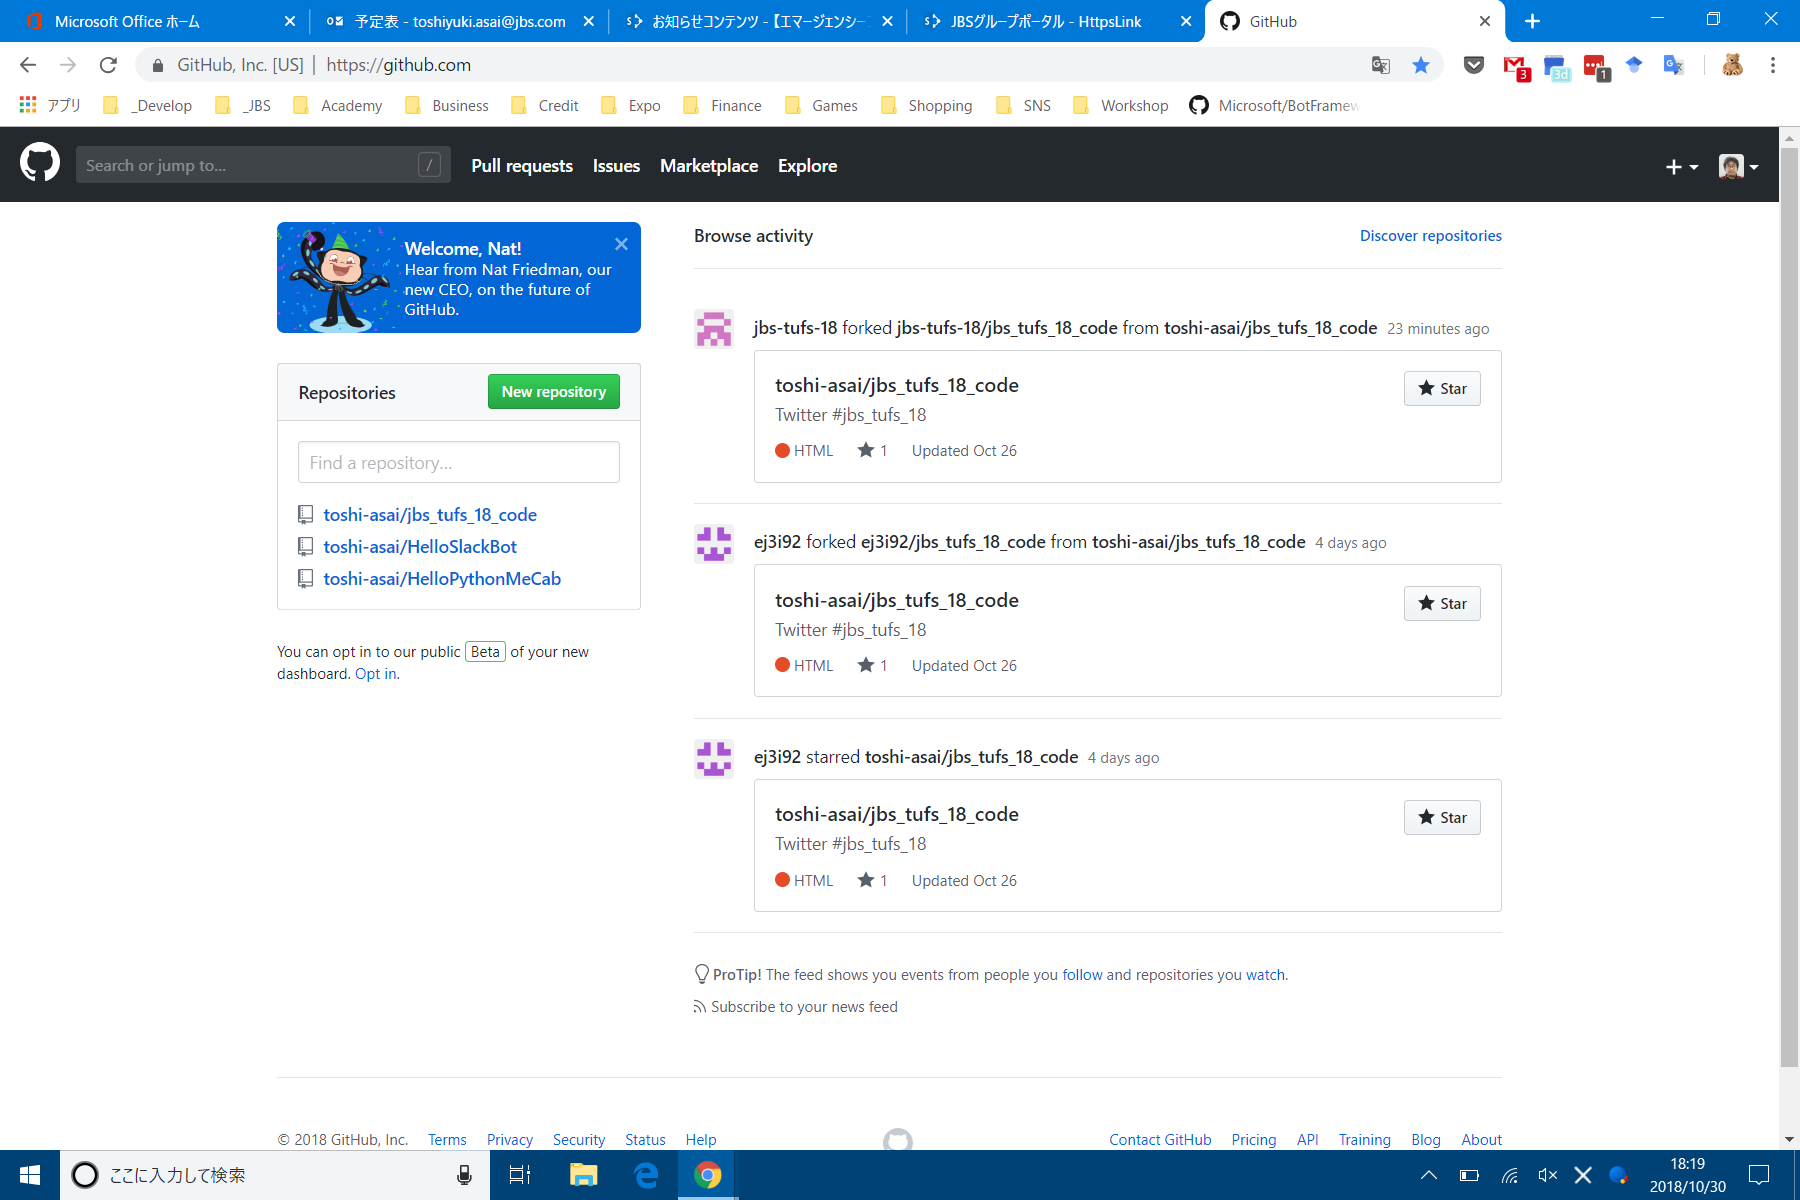 Microsoft Office ホーム
予定表 - toshiyuki.asai@jbs.com
お知らせコンテンツ - 【エマージェンシー
JBSグループポータル - HttpsLink
GitHub
GitHub, Inc. [US] | https://github.com
3
3d
1
アプリ
_Develop
_JBS
Academy
Business
Credit
Expo
Finance
Games
Shopping
SNS
Workshop
Microsoft/BotFramew
Search or jump to...
/
Pull requests
Issues
Marketplace
Explore
Welcome, Nat!
Hear from Nat Friedman, our
new CEO, on the future of
GitHub.
Repositories
New repository
Find a repository...
toshi-asai/jbs_tufs_18_code
toshi-asai/HelloSlackBot
toshi-asai/HelloPythonMeCab
You can opt in to our public Beta of your new
dashboard. Opt in.
Browse activity
Discover repositories
jbs-tufs-18 forked jbs-tufs-18/jbs_tufs_18_code from toshi-asai/jbs_tufs_18_code 23 minutes ago
toshi-asai/jbs_tufs_18_code
Star
Twitter #jbs_tufs_18
HTML 1 Updated Oct 26
ej3i92 forked ej3i92/jbs_tufs_18_code from toshi-asai/jbs_tufs_18_code 4 days ago
toshi-asai/jbs_tufs_18_code
Star
Twitter #jbs_tufs_18
HTML 1 Updated Oct 26
ej3i92 starred toshi-asai/jbs_tufs_18_code 4 days ago
toshi-asai/jbs_tufs_18_code
Star
Twitter #jbs_tufs_18
HTML 1 Updated Oct 26
ProTip! The feed shows you events from people you follow and repositories you watch.
Subscribe to your news feed
© 2018 GitHub, Inc.
Terms
Privacy
Security
Status
Help
Contact GitHub
Pricing
API
Training
Blog
About
ここに入力して検索
18:19
2018/10/30